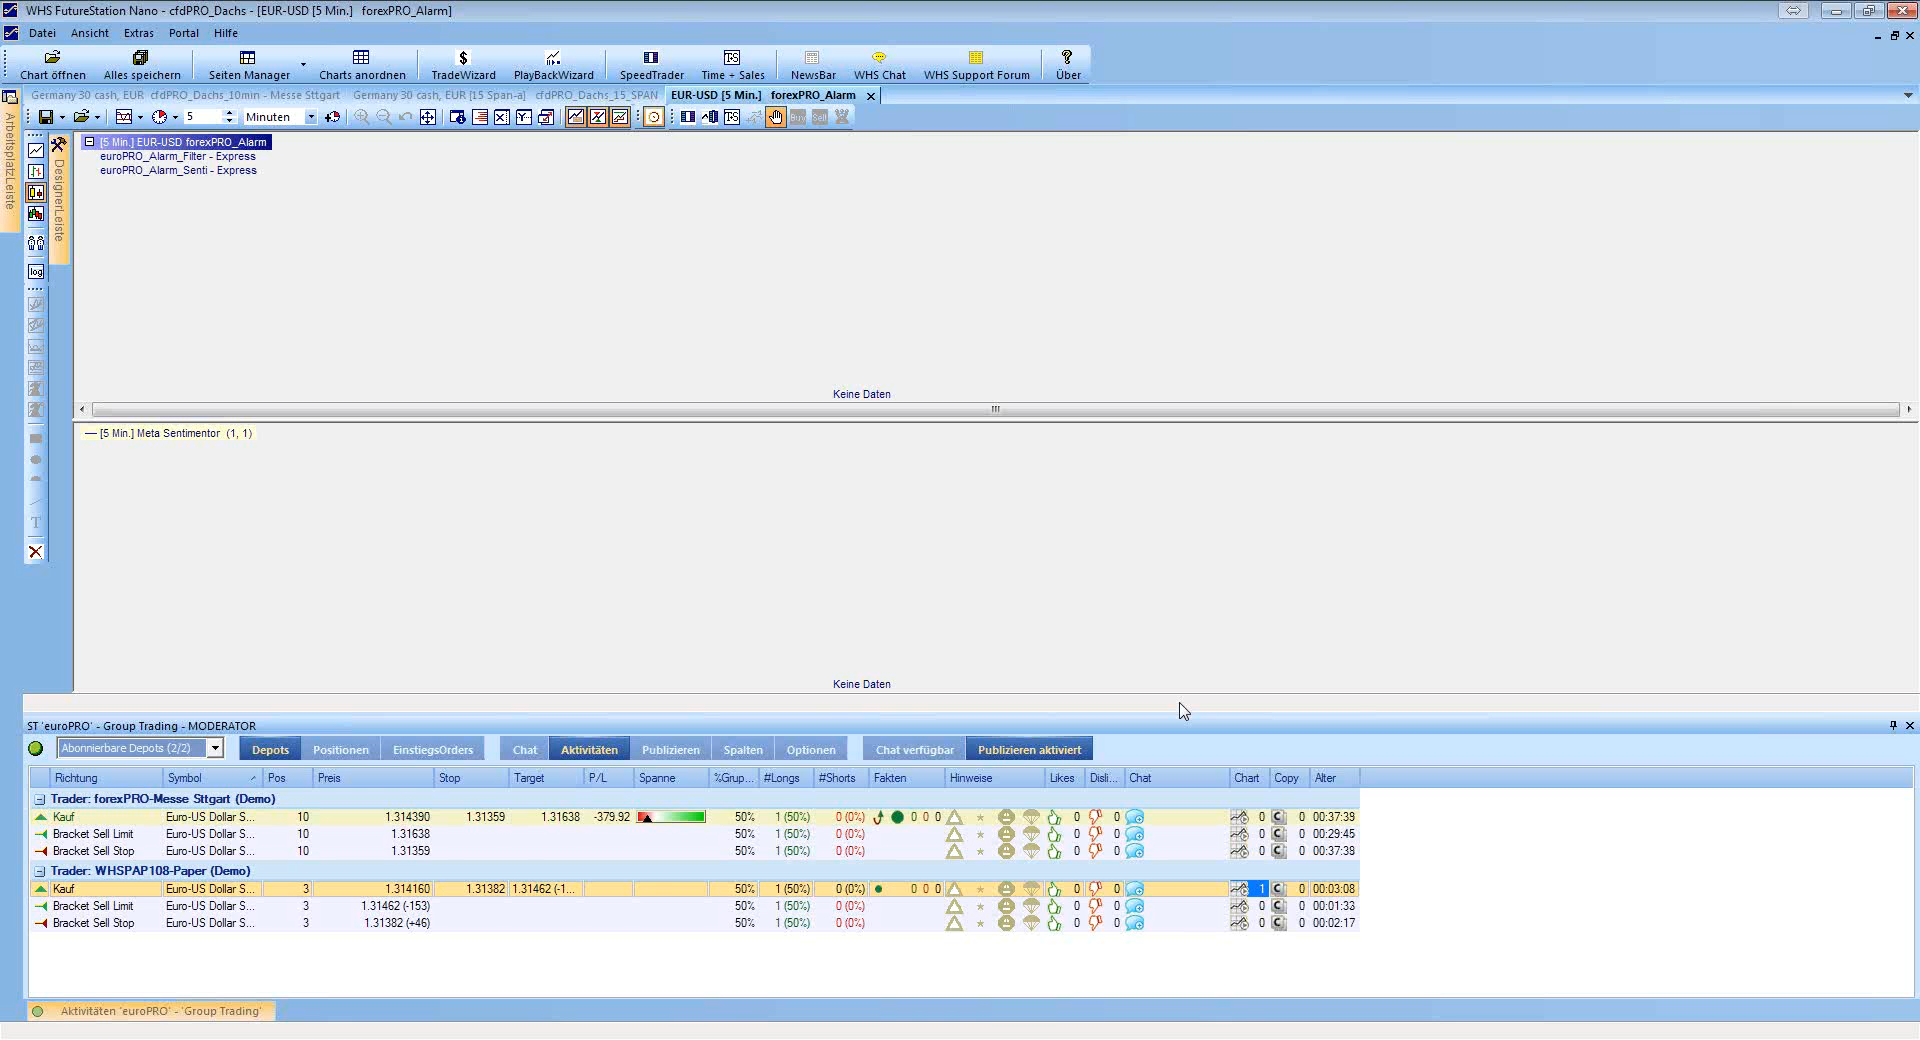 WHS FutureStation Nano - cfdPRO_Dachs - [EUR-USD [5 Min.]   forexPRO_Alarm]
Datei Ansicht Extras Portal Hilfe
Chart öffnen Alles speichern Seiten Manager Charts anordnen TradeWizard PlayBackWizard SpeedTrader Time + Sales NewsBar WHS Chat WHS Support Forum Über
Germany 30 cash, EUR cfdPRO_Dachs_10min - Messe Sttgart Germany 30 cash, EUR [15 Span-a] cfdPRO_Dachs_15_SPAN EUR-USD [5 Min.] forexPRO_Alarm
5 Minuten Buy Sell
ArbeitsplatzLeiste
DesignerLeiste
log
T
[5 Min.] EUR-USD forexPRO_Alarm
euroPRO_Alarm_Filter - Express
euroPRO_Alarm_Senti - Express
Keine Daten
[5 Min.] Meta Sentimentor (1, 1)
Keine Daten
ST 'euroPRO' - Group Trading - MODERATOR
Abonnierbare Depots (2/2) Depots Positionen EinstiegsOrders Chat Aktivitäten Publizieren Spalten Optionen Chat verfügbar Publizieren aktiviert
Richtung Symbol Pos Preis Stop Target P/L Spanne %Grup... #Longs #Shorts Fakten Hinweise Likes Disli... Chat Chart Copy Alter
Trader: forexPRO-Messe Sttgart (Demo)
Kauf Euro-US Dollar S... 10 1.314390 1.31359 1.31638 -379.92 50% 1 (50%) 0 (0%) 0 0 0 0 0 0 C 0 00:37:39
Bracket Sell Limit Euro-US Dollar S... 10 1.31638 50% 1 (50%) 0 (0%) 0 0 0 C 0 00:29:45
Bracket Sell Stop Euro-US Dollar S... 10 1.31359 50% 1 (50%) 0 (0%) 0 0 0 C 0 00:37:38
Trader: WHSPAP108-Paper (Demo)
Kauf Euro-US Dollar S... 3 1.314160 1.31382 1.31462 (-1... 50% 1 (50%) 0 (0%) 0 0 0 0 0 1 C 0 00:03:08
Bracket Sell Limit Euro-US Dollar S... 3 1.31462 (-153) 50% 1 (50%) 0 (0%) 0 0 0 C 0 00:01:33
Bracket Sell Stop Euro-US Dollar S... 3 1.31382 (+46) 50% 1 (50%) 0 (0%) 0 0 0 C 0 00:02:17
Aktivitäten 'euroPRO' - 'Group Trading'